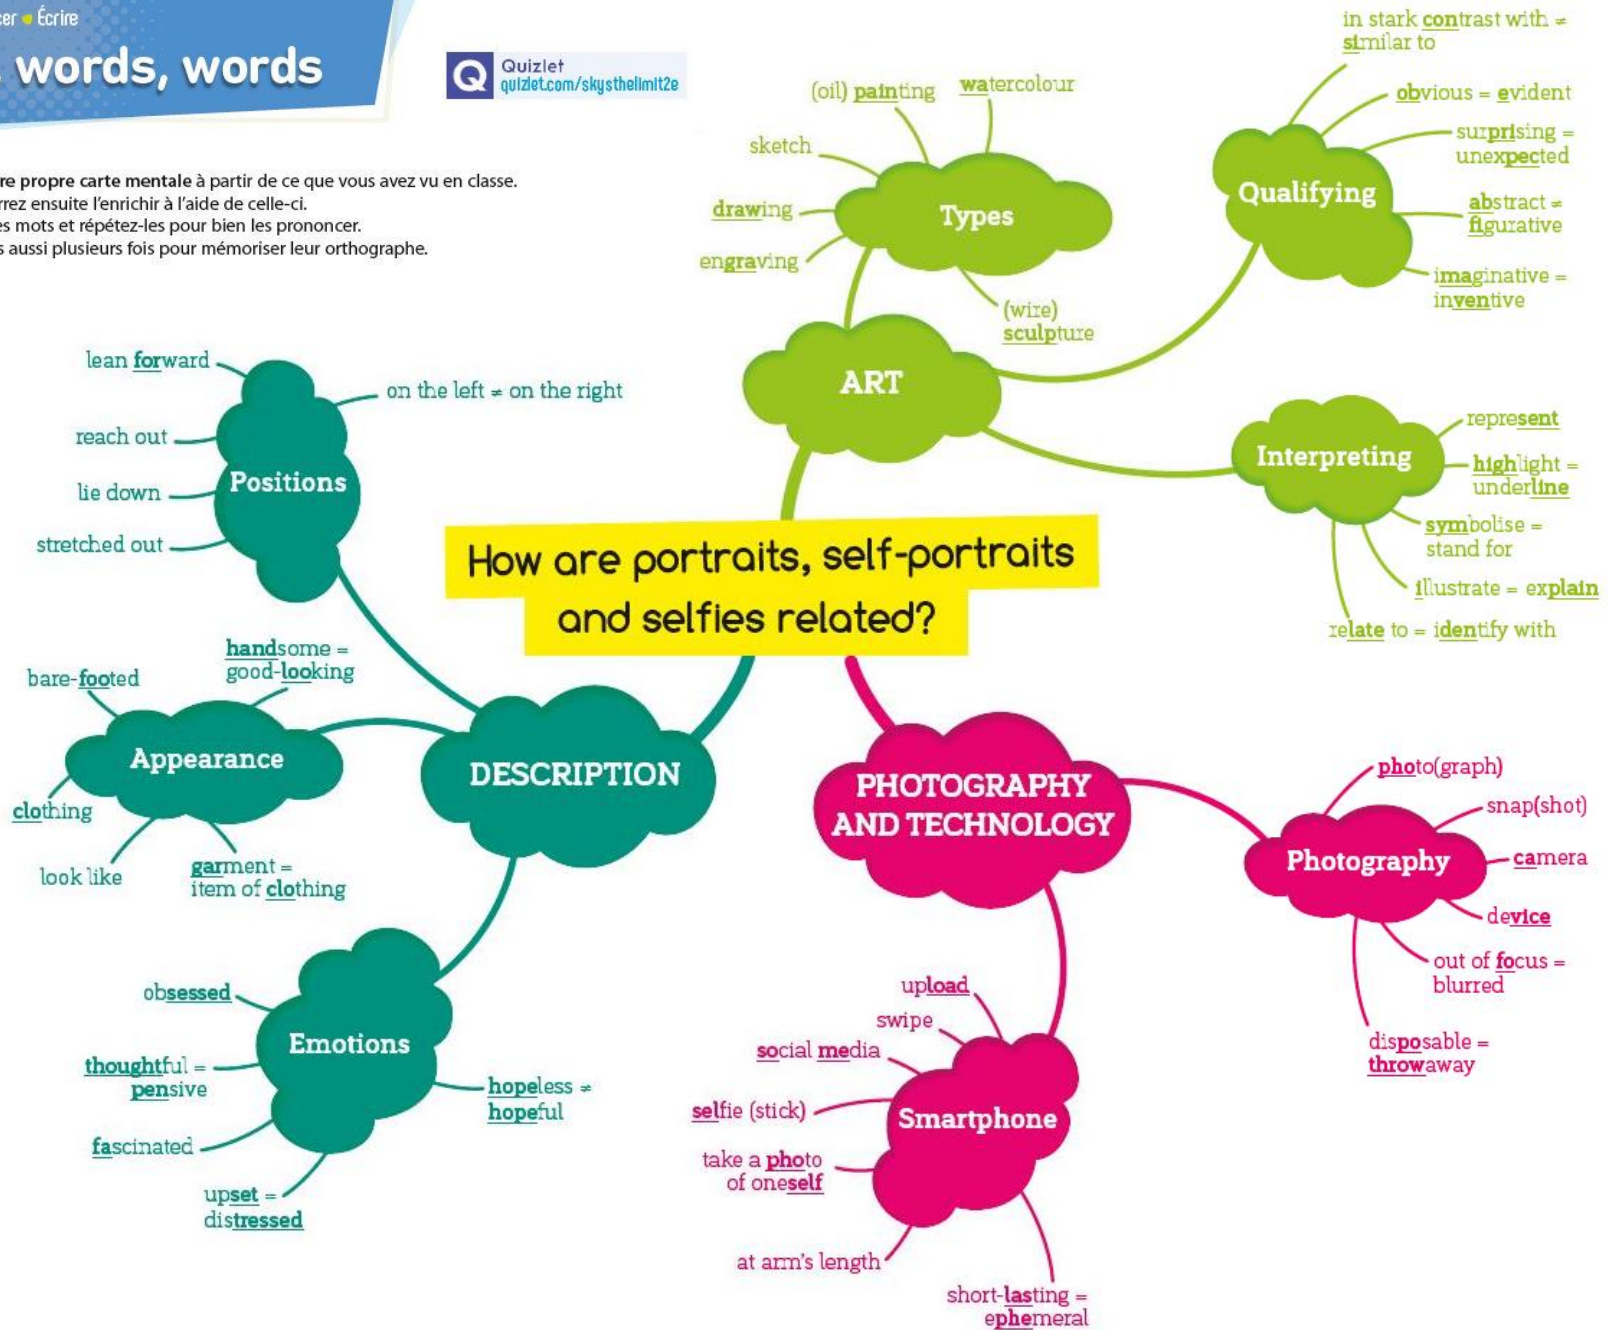 Écrire
words, words
Quizlet
quizlet.com/skysthelimit2e
propre carte mentale à partir de ce que vous avez vu en classe.
ensuite l'enrichir à l'aide de celle-ci.
mots et répétez-les pour bien les prononcer.
aussi plusieurs fois pour mémoriser leur orthographe.
How are portraits, self-portraits
and selfies related?
ART
Types
(oil) painting
watercolour
sketch
drawing
engraving
(wire)
sculpture
Qualifying
in stark contrast with ≠
similar to
obvious = evident
surprising =
unexpected
abstract ≠
figurative
imaginative =
inventive
Interpreting
represent
highlight =
underline
symbolise =
stand for
illustrate = explain
relate to = identify with
DESCRIPTION
Positions
lean forward
on the left ≠ on the right
reach out
lie down
stretched out
Appearance
handsome =
good-looking
bare-footed
clothing
look like
garment =
item of clothing
Emotions
obsessed
thoughtful =
pensive
fascinated
upset =
distressed
hopeless ≠
hopeful
PHOTOGRAPHY
AND TECHNOLOGY
Photography
photo(graph)
snap(shot)
camera
device
out of focus =
blurred
disposable =
throwaway
Smartphone
upload
swipe
social media
selfie (stick)
take a photo
of oneself
at arm's length
short-lasting =
ephemeral